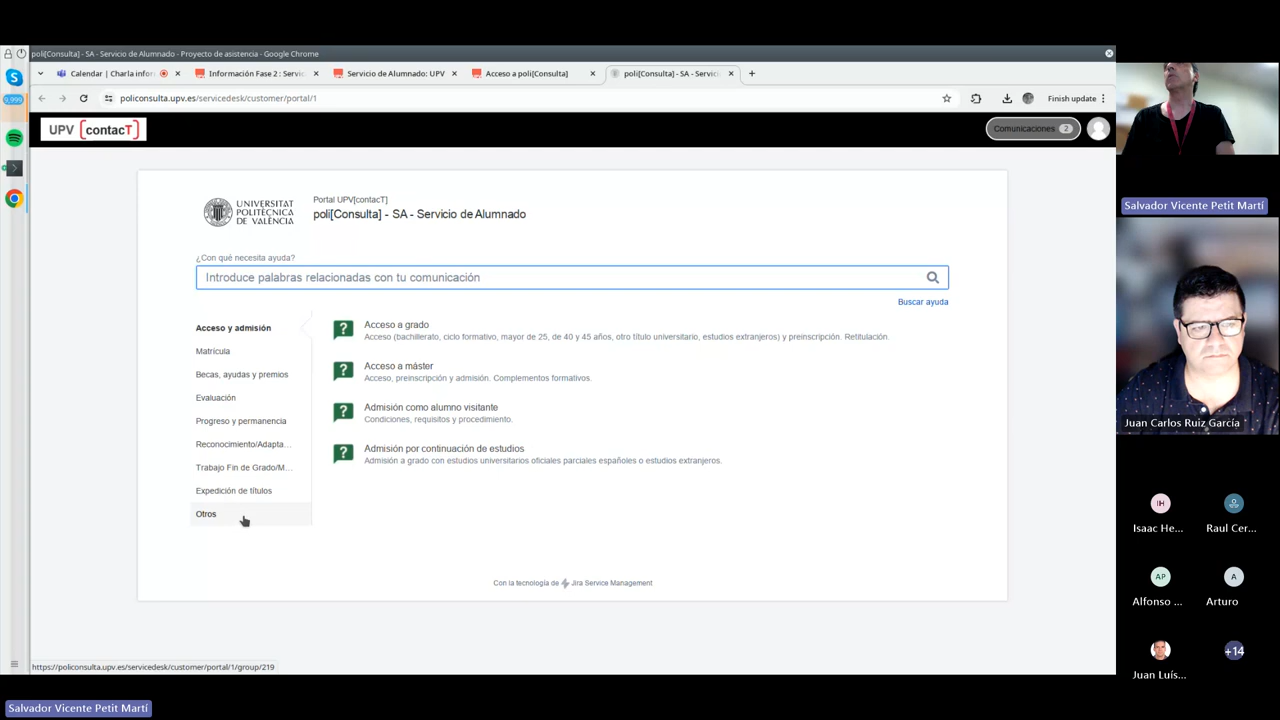 poli[Consulta] - SA - Servicio de Alumnado - Proyecto de asistencia - Google Chrome
Calendar | Charla infor
Información Fase 2 : Servic
Servicio de Alumnado: UPV
Acceso a poli[Consulta]
poli[Consulta] - SA - Servici
policonsulta.upv.es/servicedesk/customer/portal/1
Finish update
9,999
UPV [contacT]
Comunicaciones 2
UNIVERSITAT
POLITÈCNICA
DE VALÈNCIA
Portal UPV[contacT]
poli[Consulta] - SA - Servicio de Alumnado
¿Con qué necesita ayuda?
Introduce palabras relacionadas con tu comunicación
Buscar ayuda
Acceso y admisión
Matrícula
Becas, ayudas y premios
Evaluación
Progreso y permanencia
Reconocimiento/Adapta...
Trabajo Fin de Grado/M...
Expedición de títulos
Otros
Acceso a grado
Acceso (bachillerato, ciclo formativo, mayor de 25, de 40 y 45 años, otro título universitario, estudios extranjeros) y preinscripción. Retitulación.
Acceso a máster
Acceso, preinscripción y admisión. Complementos formativos.
Admisión como alumno visitante
Condiciones, requisitos y procedimiento.
Admisión por continuación de estudios
Admisión a grado con estudios universitarios oficiales parciales españoles o estudios extranjeros.
Con la tecnología de Jira Service Management
https://policonsulta.upv.es/servicedesk/customer/portal/1/group/219
Salvador Vicente Petit Martí
Salvador Vicente Petit Martí
Juan Carlos Ruiz García
IH
Isaac He...
Raul Cer...
AP
Alfonso ...
A
Arturo
Juan Luís...
+14